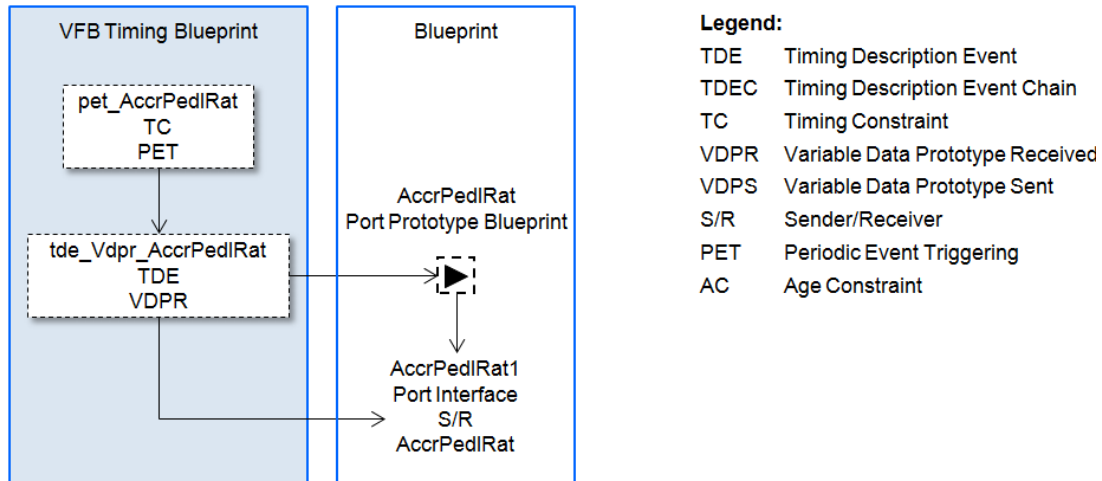 VFB Timing Blueprint
pet_AccrPedlRat
TC
PET
tde_Vdpr_AccrPedlRat
TDE
VDPR
Blueprint
AccrPedlRat
Port Prototype Blueprint
AccrPedlRat1
Port Interface
S/R
AccrPedlRat
Legend:
TDE Timing Description Event
TDEC Timing Description Event Chain
TC Timing Constraint
VDPR Variable Data Prototype Received
VDPS Variable Data Prototype Sent
S/R Sender/Receiver
PET Periodic Event Triggering
AC Age Constraint